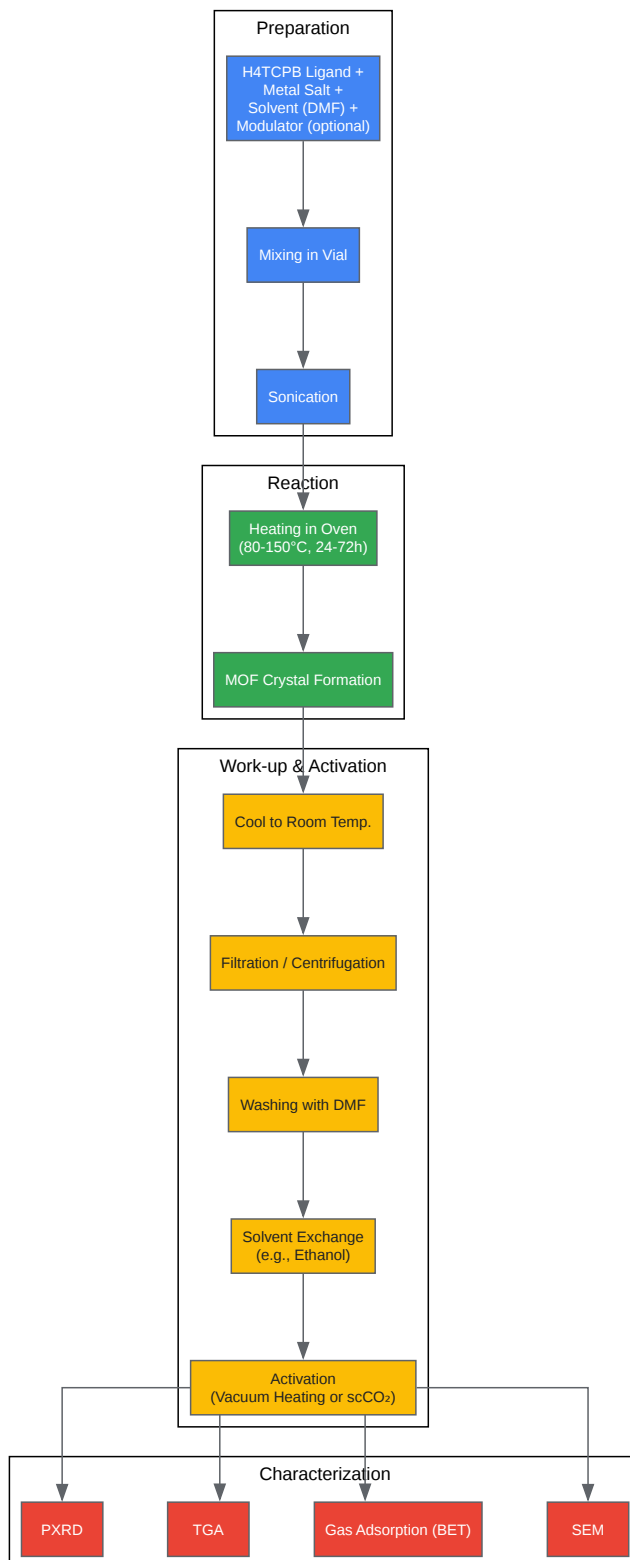 Preparation
H4TCPB Ligand +
Metal Salt +
Solvent (DMF) +
Modulator (optional)
Mixing in Vial
Sonication
Reaction
Heating in Oven
(80-150°C, 24-72h)
MOF Crystal Formation
Work-up & Activation
Cool to Room Temp.
Filtration / Centrifugation
Washing with DMF
Solvent Exchange
(e.g., Ethanol)
Activation
(Vacuum Heating or scCO₂)
Characterization
PXRD
TGA
Gas Adsorption (BET)
SEM